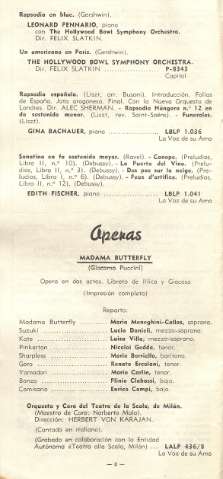 Rapsodia en blue. (Gershwin).
LEONARD PENNARIO, piano
con The Hollywood Bowl Symphony Orchestra.
Dir. FELIX SLATKIN.
Un americano en París. (Gershwin).
THE HOLLYWOOD BOWL SYMPHONY ORCHESTRA.
Dir. FELIX SLATKIN. — P-8343
Capitol
Rapsodia española. (Liszt, arr. Busoni). Introducción. Folías
de España. Jota aragonesa. Final. Con la Nueva Orquesta de
Londres. Dir. ALEC SHERMAN. - Rapsodia Húngara n.º 12 en
do sostenido menor. (Liszt, rev. Saint-Saëns). - Funerales.
(Liszt).
GINA BACHAUER, piano — LBLP 1.036
La Voz de su Amo
Sonatina en fa sostenido mayor. (Ravel). - Canope. (Preludios,
Libro II, n.º 10). (Debussy). - La Puerta del Vino. (Prelu-
dios, Libro II, n.º 3). (Debussy). - Des pas sur la neige. (Pre-
ludios, Libro I, n.º 6). (Debussy). - Feux d'artifice. (Preludios,
Libro II, n.º 12). (Debussy).
EDITH FISCHER, piano — LBLP 1.041
La Voz de su Amo
Operas
MADAMA BUTTERFLY
(Giacomo Puccini)
Opera en dos actos. Libreto de Illica y Giacosa
(Impresión completa)
Reparto:
Madama Butterfly Maria Meneghini-Callas, soprano.
Suzuki Lucia Danieli, mezzo-soprano.
Kate Luisa Villa, mezzo-soprano.
Pinkerton Nicolai Gedda, tenor.
Sharpless Mario Borriello, barítono.
Goro Renato Ercolani, tenor.
Yamadori Mario Carlin, tenor.
Bonzo Plinio Clabassi, bajo.
Comisario Enrico Campi, bajo.
Orquesta y Coro del Teatro de la Scala, de Milán.
(Maestro de Coro: Norberto Mola).
Dirección: HERBERT VON KARAJAN.
(Cantada en italiano).
(Grabado en colaboración con la Entidad
Autónoma «Teatro alla Scala», Milán) — LALP 436/8
La Voz de su Amo